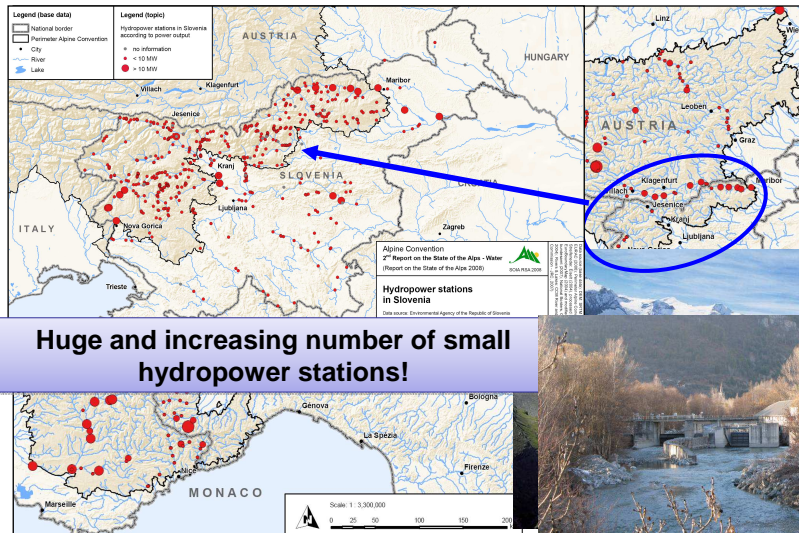 Legend (base data)
National border
Perimeter Alpine Convention
City
River
Lake
Legend (topic)
Hydropower stations in Slovenia
according to power output
no information
< 10 MW
> 10 MW
AUSTRIA
HUNGARY
Villach
Klagenfurt
Maribor
Jesenice
Kranj
SLOVENIA
CROATIA
Ljubljana
Nova Gorica
ITALY
Zagreb
Trieste
Alpine Convention
2nd Report on the State of the Alps - Water
(Report on the State of the Alps 2008)
SOIA RSA 2008
Hydropower stations
in Slovenia
Data source: Environmental Agency of the Republic of Slovenia
Linz
Leoben
AUSTRIA
Graz
Klagenfurt
Maribor
Villach
Jesenice
Kranj
Ljubljana
Huge and increasing number of small
hydropower stations!
Bologna
Génova
La Spézia
Firenze
Nice
MONACO
Marseille
Scale: 1 : 3,300,000
0 25 50 100 150 200